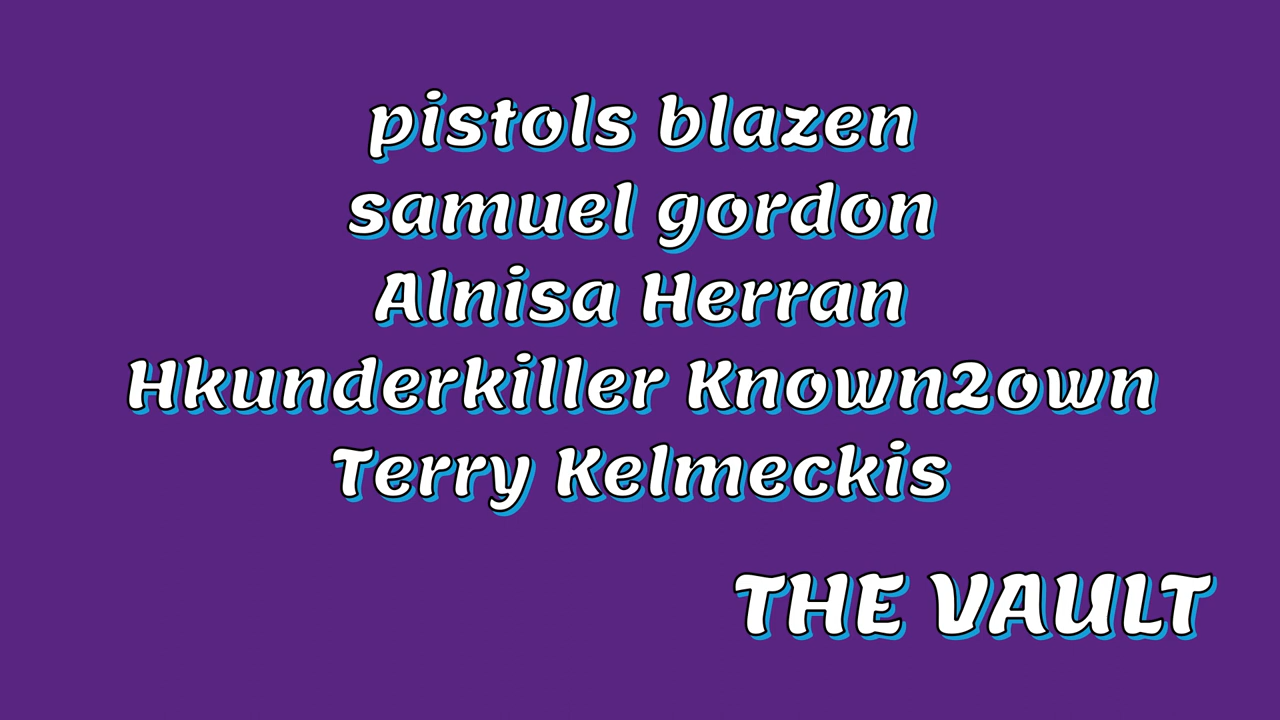 pistols blazen
samuel gordon
Alnisa Herran
Hkunderkiller Known2own
Terry Kelmeckis
THE VAULT